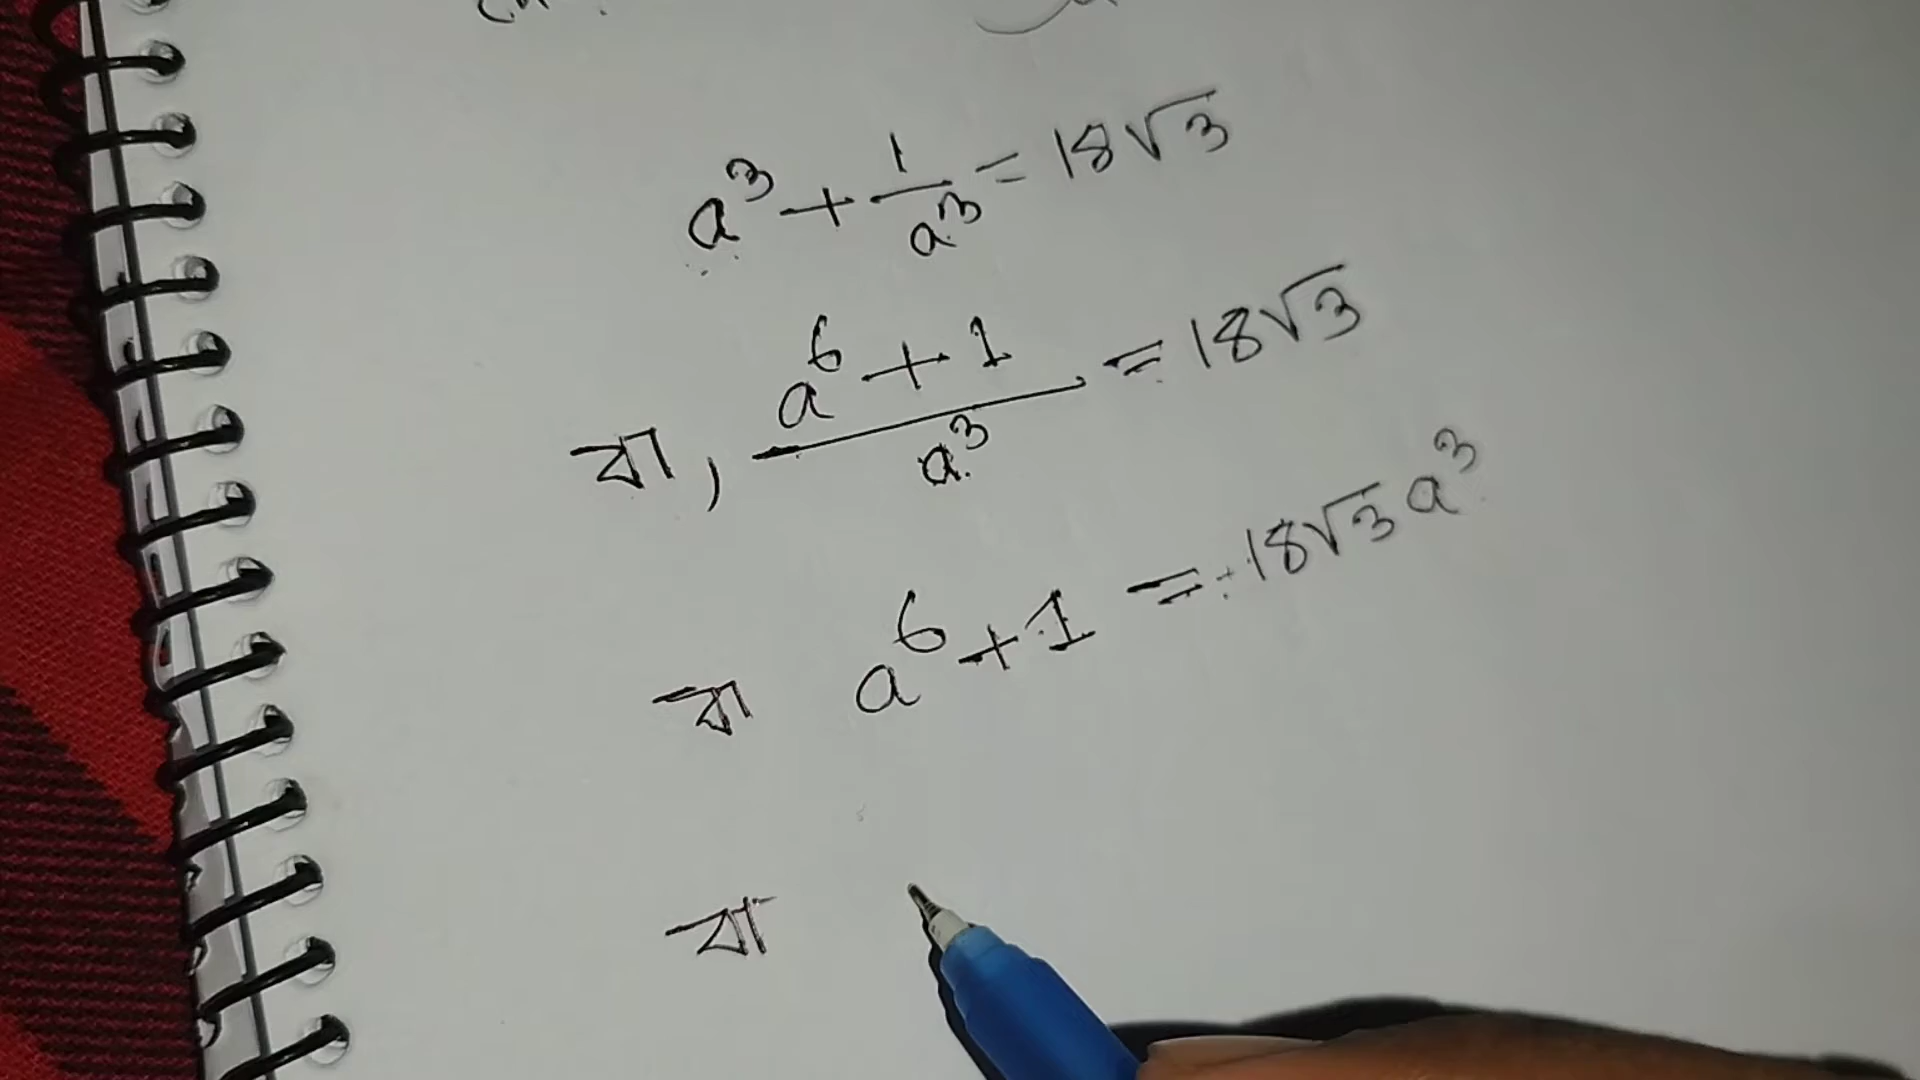 a³ + 1/a³ = 18√3
বা, (a⁶ + 1)/a³ = 18√3
বা a⁶ + 1 = 18√3 a³
বা